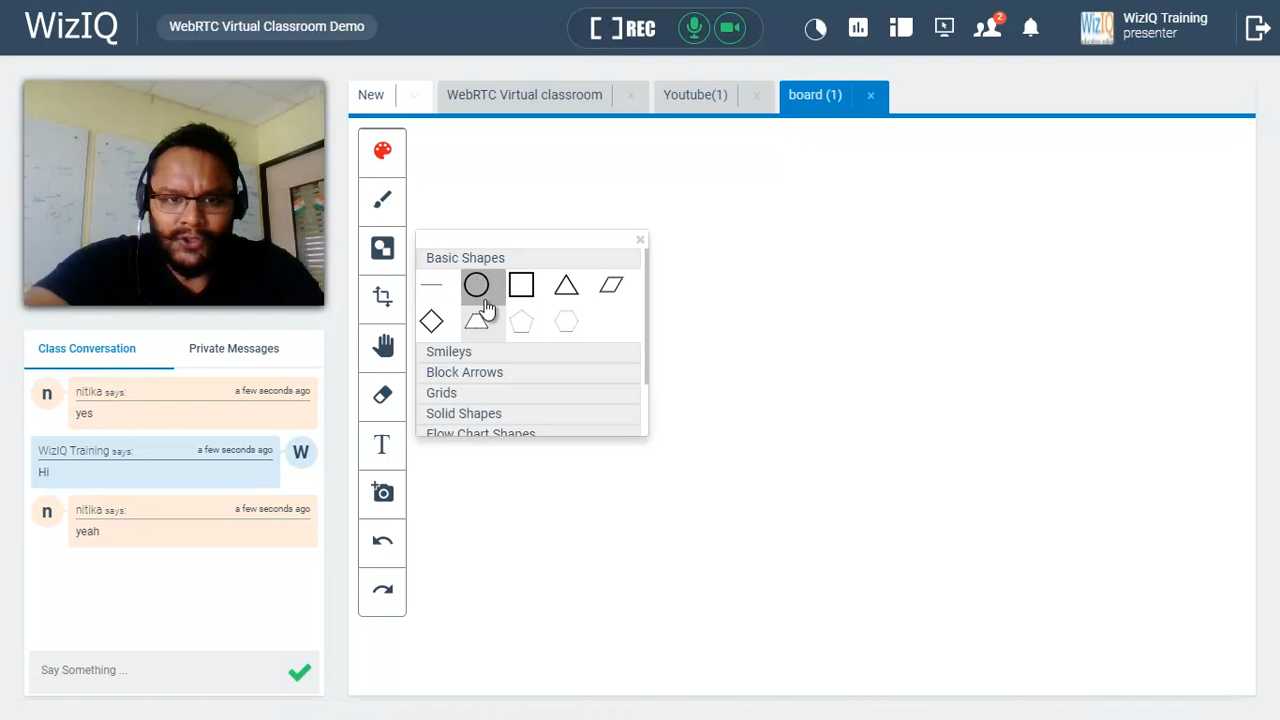 WizIQ
WebRTC Virtual Classroom Demo
REC
2
WizIQ Training
presenter
New
WebRTC Virtual classroom
Youtube(1)
board (1)
Basic Shapes
Smileys
Block Arrows
Grids
Solid Shapes
Flow Chart Shapes
T
Class Conversation
Private Messages
n
nitika says:
a few seconds ago
yes
WizIQ Training says:
a few seconds ago
W
Hi
n
nitika says:
a few seconds ago
yeah
Say Something ...